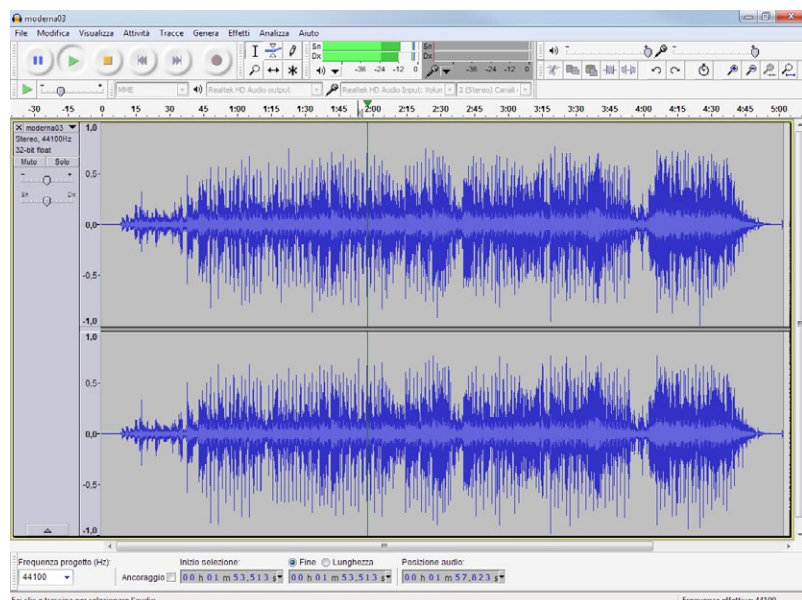 moderna03
File Modifica Visualizza Attività Tracce Genera Effetti Analizza Aiuto
Sn
Dx
-36 -24 -12 0
Sn
Dx
-36 -24 -12 0
MME
Realtek HD Audio output
Realtek HD Audio Input: Volum
2 (Stereo) Canali
-30 -15 0 15 30 45 1:00 1:15 1:30 1:45 2:00 2:15 2:30 2:45 3:00 3:15 3:30 3:45 4:00 4:15 4:30 4:45 5:00
moderna03
Stereo, 44100Hz
32-bit float
Muto Solo
- +
Sn Dx
1,0
0,5-
0,0-
-0,5-
-1,0
1,0
0,5-
0,0-
-0,5-
-1,0
Frequenza progetto (Hz): Inizio selezione: Fine Lunghezza Posizione audio:
44100 Ancoraggio 00 h 01 m 53,513 s 00 h 01 m 53,513 s 00 h 01 m 57,823 s